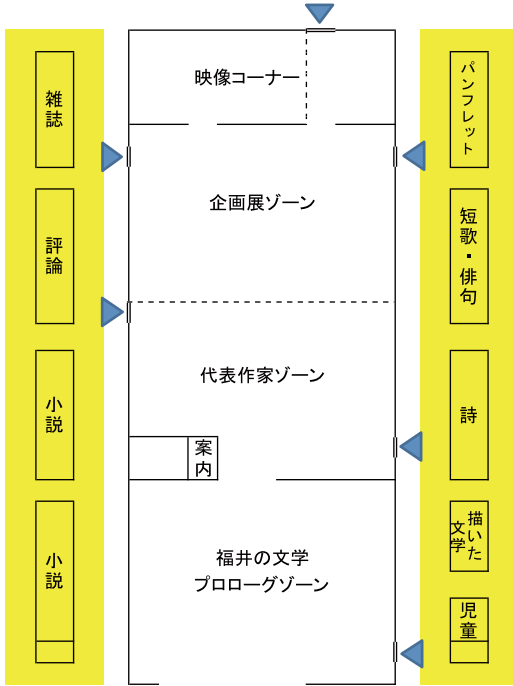 映像コーナー
雑誌
パンフレット
企画展ゾーン
評論
短歌・俳句
代表作家ゾーン
小説
詩
案内
小説
福井の文学
プロローグゾーン
描いた
文学
児童